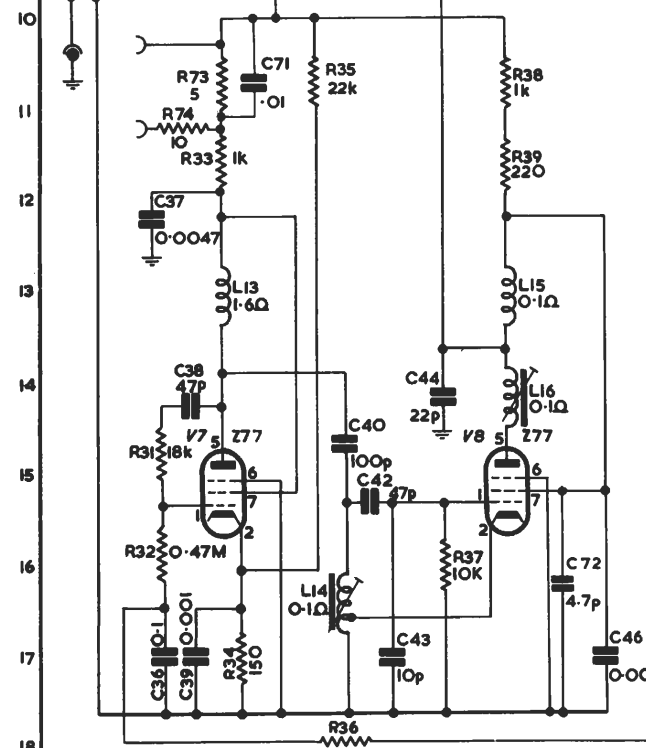 10
11
12
13
14
15
16
17
18
R73
5
C71
.01
R35
22k
R74
10
R33
1k
C37
0.0047
L13
1.6Ω
C38
47p
R31
18k
V7
5
Z77
6
7
1
2
R32
0.47M
C36
0.1
C39
0.001
R34
150
C40
100p
C42
47p
L14
0.1Ω
C43
10p
R37
10K
R36
R38
1k
R39
220
L15
0.1Ω
C44
22p
L16
0.1Ω
V8
5
Z77
6
7
1
2
C72
4.7p
C46
0.00